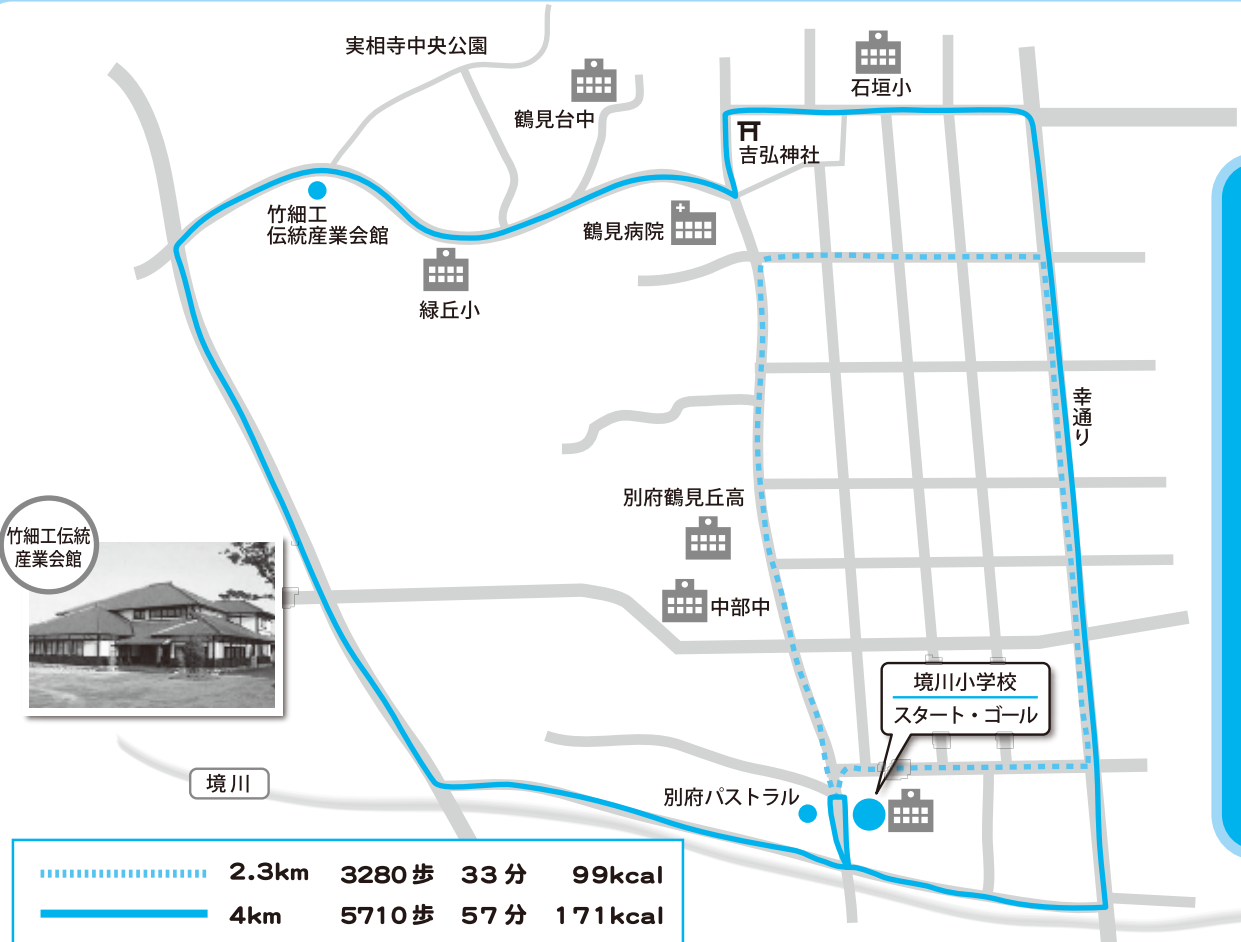 実相寺中央公園
石垣小
鶴見台中
吉弘神社
竹細工
伝統産業会館
鶴見病院
緑丘小
幸通り
別府鶴見丘高
竹細工伝統
産業会館
中部中
境川小学校
スタート・ゴール
境川
別府パストラル
2.3km 3280歩 33分 99kcal
4km 5710歩 57分 171kcal